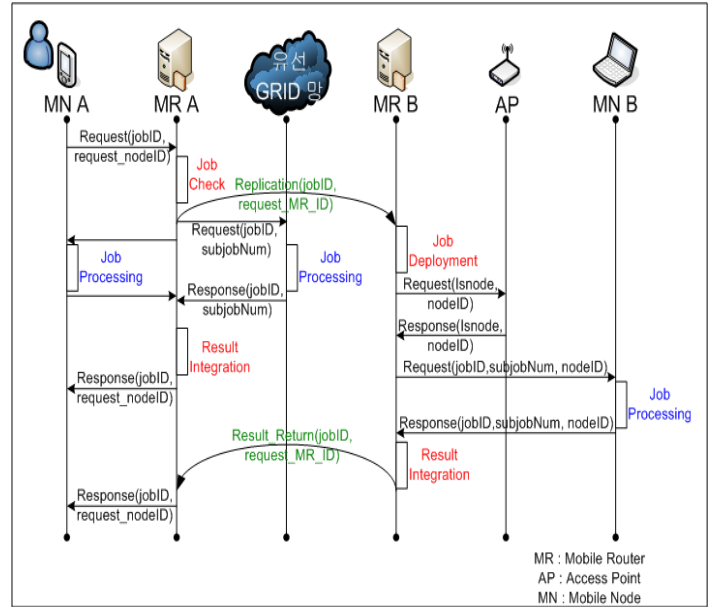 유선
GRID 망
MN A
MR A
MR B
AP
MN B
Request(jobID,
request_nodeID)
Job
Check
Replication(jobID,
request_MR_ID)
Request(jobID,
subjobNum)
Job
Processing
Job
Processing
Job
Deployment
Request(Isnode,
nodeID)
Response(jobID,
subjobNum)
Response(Isnode,
nodeID)
Result
Integration
Request(jobID,subjobNum, nodeID)
Response(jobID,
request_nodeID)
Job
Processing
Response(jobID,subjobNum, nodeID)
Result_Return(jobID,
request_MR_ID)
Result
Integration
Response(jobID,
request_nodeID)
MR : Mobile Router
AP : Access Point
MN : Mobile Node